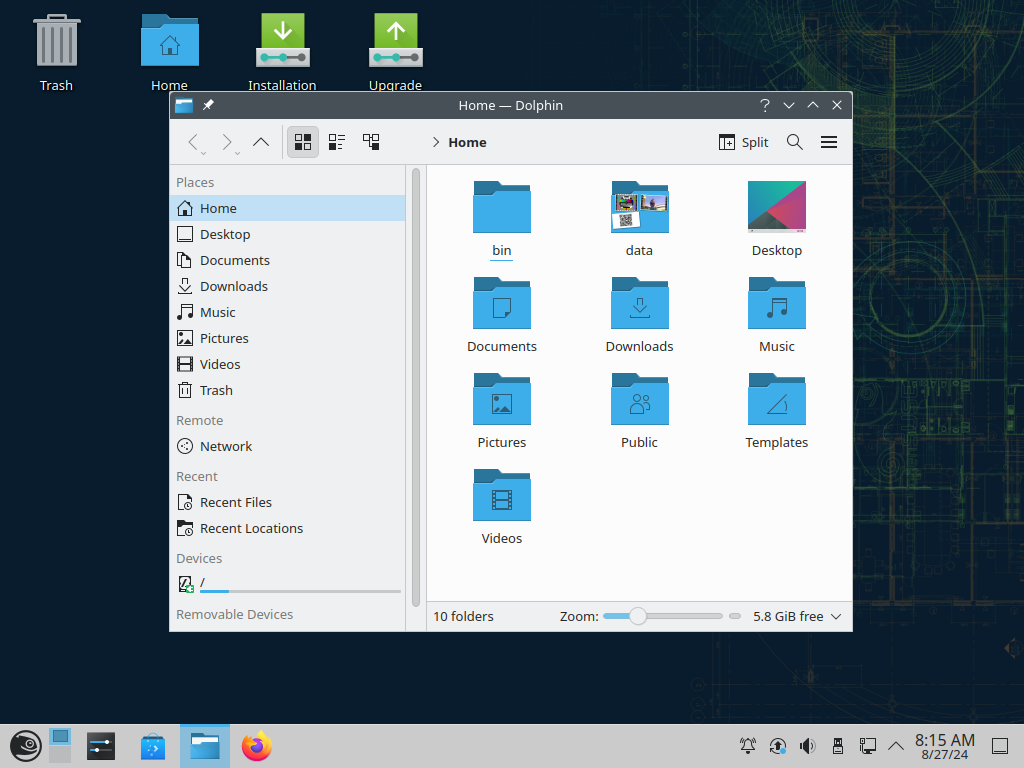 Trash
Home
Installation
Upgrade
Home — Dolphin
Home
Split
Places
Home
Desktop
Documents
Downloads
Music
Pictures
Videos
Trash
Remote
Network
Recent
Recent Files
Recent Locations
Devices
/
Removable Devices
bin
data
Desktop
Documents
Downloads
Music
Pictures
Public
Templates
Videos
10 folders
Zoom:
5.8 GiB free
8:15 AM
8/27/24